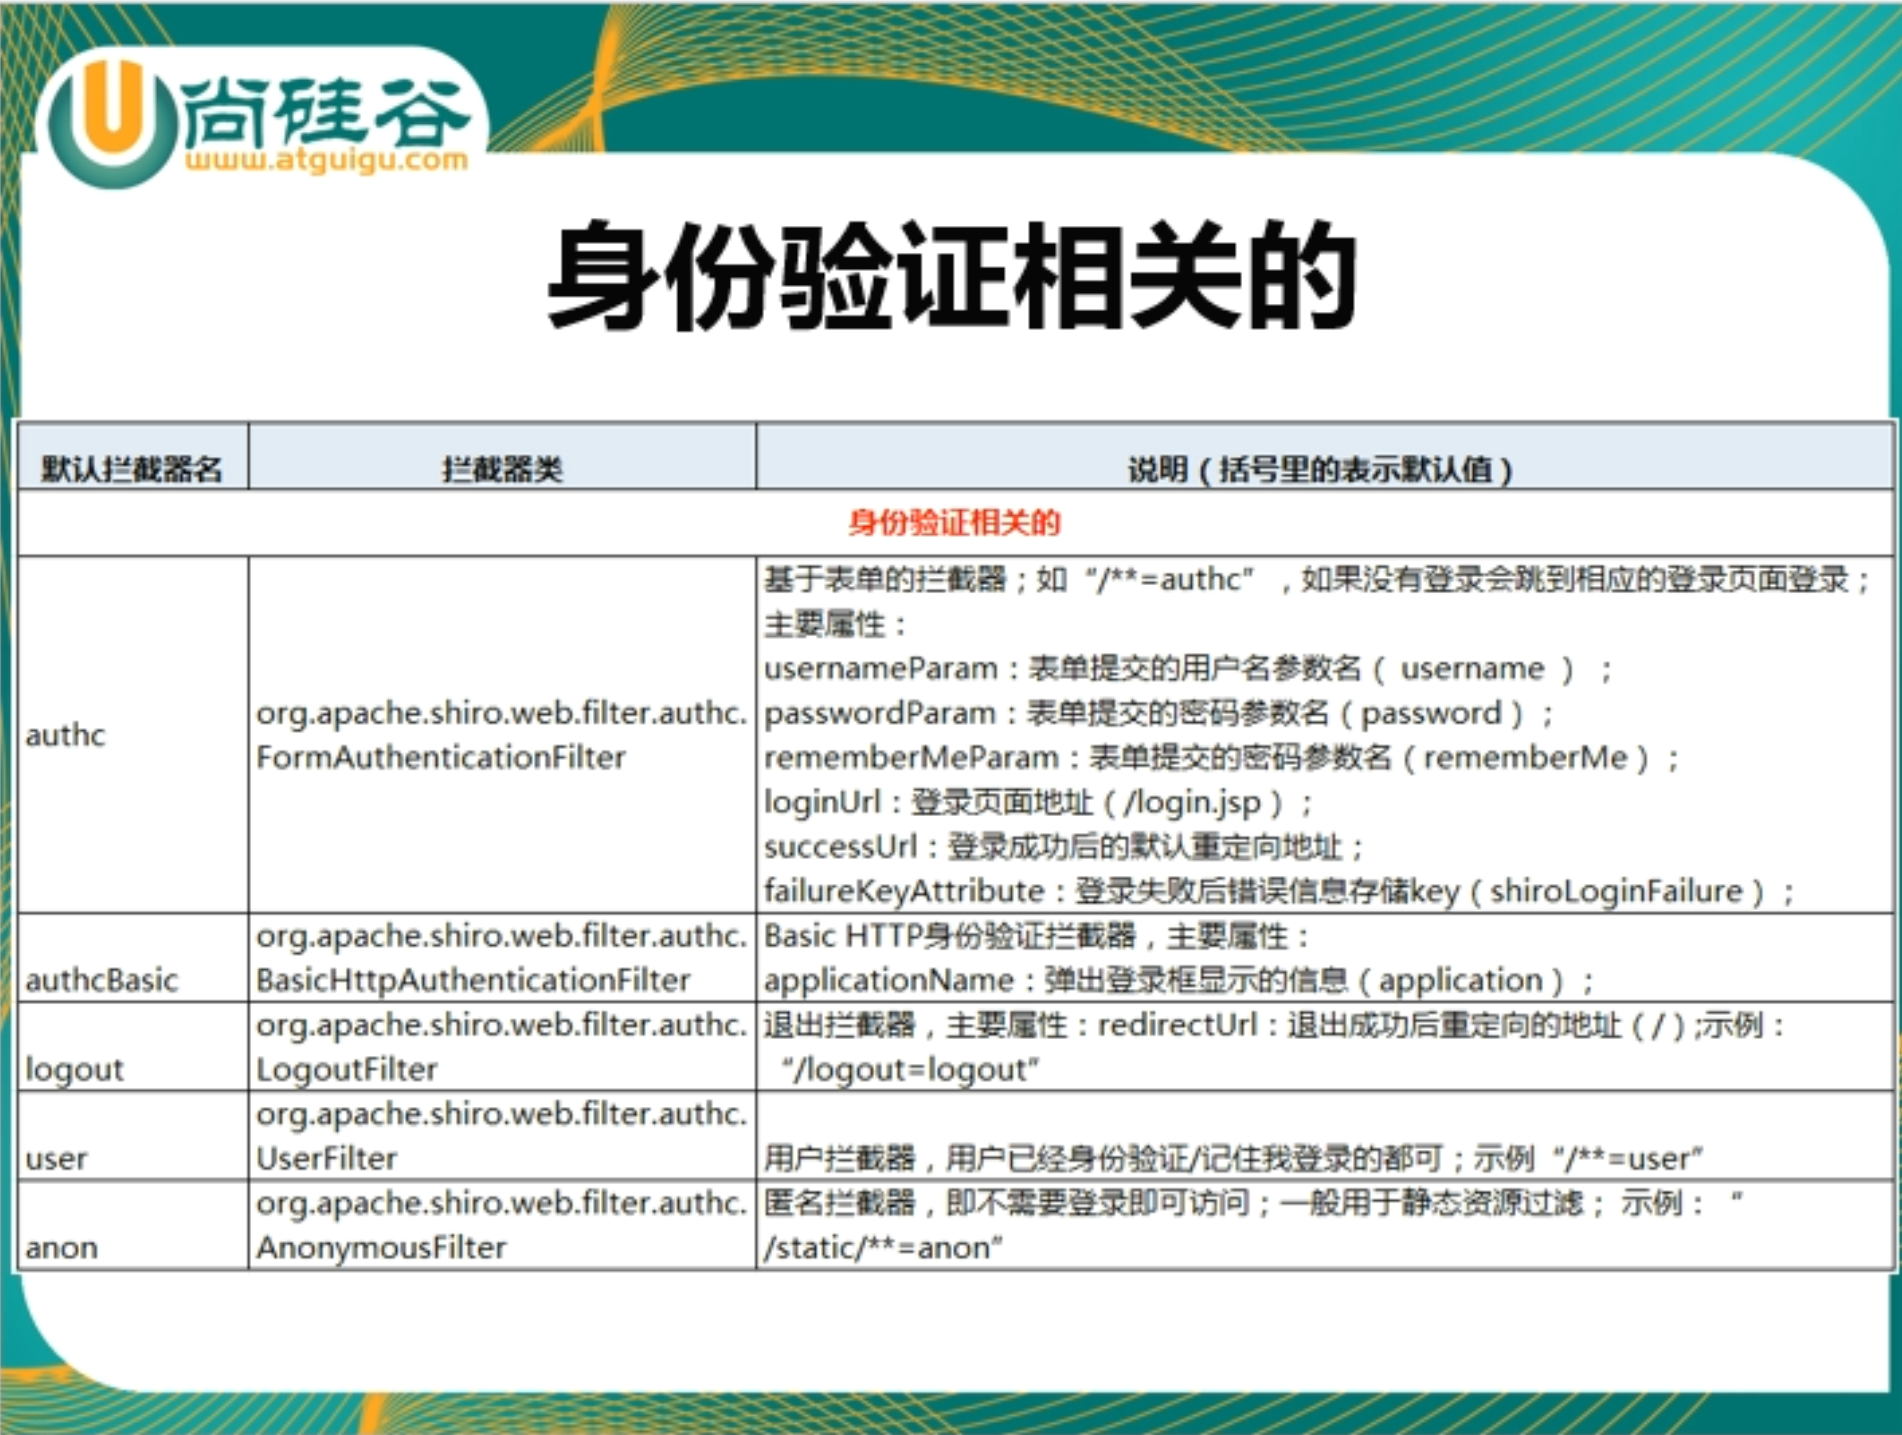 尚硅谷
www.atguigu.com
身份验证相关的
默认拦截器名 拦截器类 说明(括号里的表示默认值)
身份验证相关的
authc
org.apache.shiro.web.filter.authc.
FormAuthenticationFilter
基于表单的拦截器;如“/**=authc”,如果没有登录会跳到相应的登录页面登录;
主要属性:
usernameParam:表单提交的用户名参数名( username ) ;
passwordParam:表单提交的密码参数名(password);
rememberMeParam:表单提交的密码参数名(rememberMe);
loginUrl:登录页面地址(/login.jsp);
successUrl:登录成功后的默认重定向地址;
failureKeyAttribute:登录失败后错误信息存储key(shiroLoginFailure);
authcBasic
org.apache.shiro.web.filter.authc.
BasicHttpAuthenticationFilter
Basic HTTP身份验证拦截器,主要属性:
applicationName:弹出登录框显示的信息(application);
logout
org.apache.shiro.web.filter.authc.
LogoutFilter
退出拦截器,主要属性:redirectUrl:退出成功后重定向的地址(/);示例:
“/logout=logout”
user
org.apache.shiro.web.filter.authc.
UserFilter
用户拦截器,用户已经身份验证/记住我登录的都可;示例“/**=user”
anon
org.apache.shiro.web.filter.authc.
AnonymousFilter
匿名拦截器,即不需要登录即可访问;一般用于静态资源过滤; 示例: “
/static/**=anon”